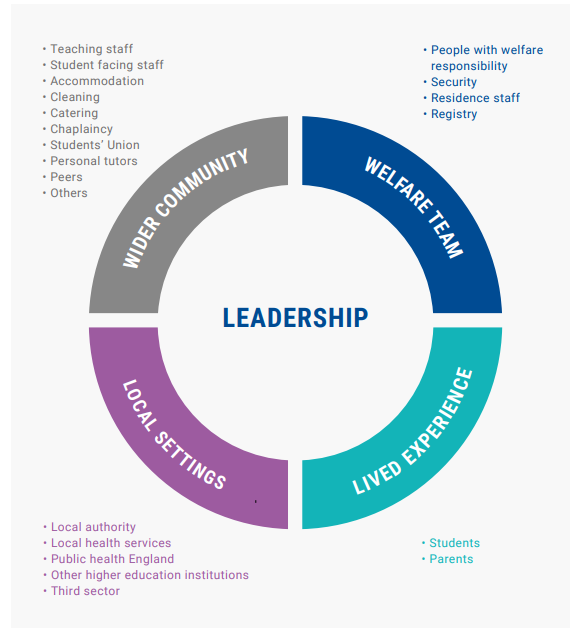 • Teaching staff
• Student facing staff
• Accommodation
• Cleaning
• Catering
• Chaplaincy
• Students’ Union
• Personal tutors
• Peers
• Others
• People with welfare
responsibility
• Security
• Residence staff
• Registry
WIDER COMMUNITY
WELFARE TEAM
LEADERSHIP
LOCAL SETTINGS
LIVED EXPERIENCE
• Local authority
• Local health services
• Public health England
• Other higher education institutions
• Third sector
• Students
• Parents